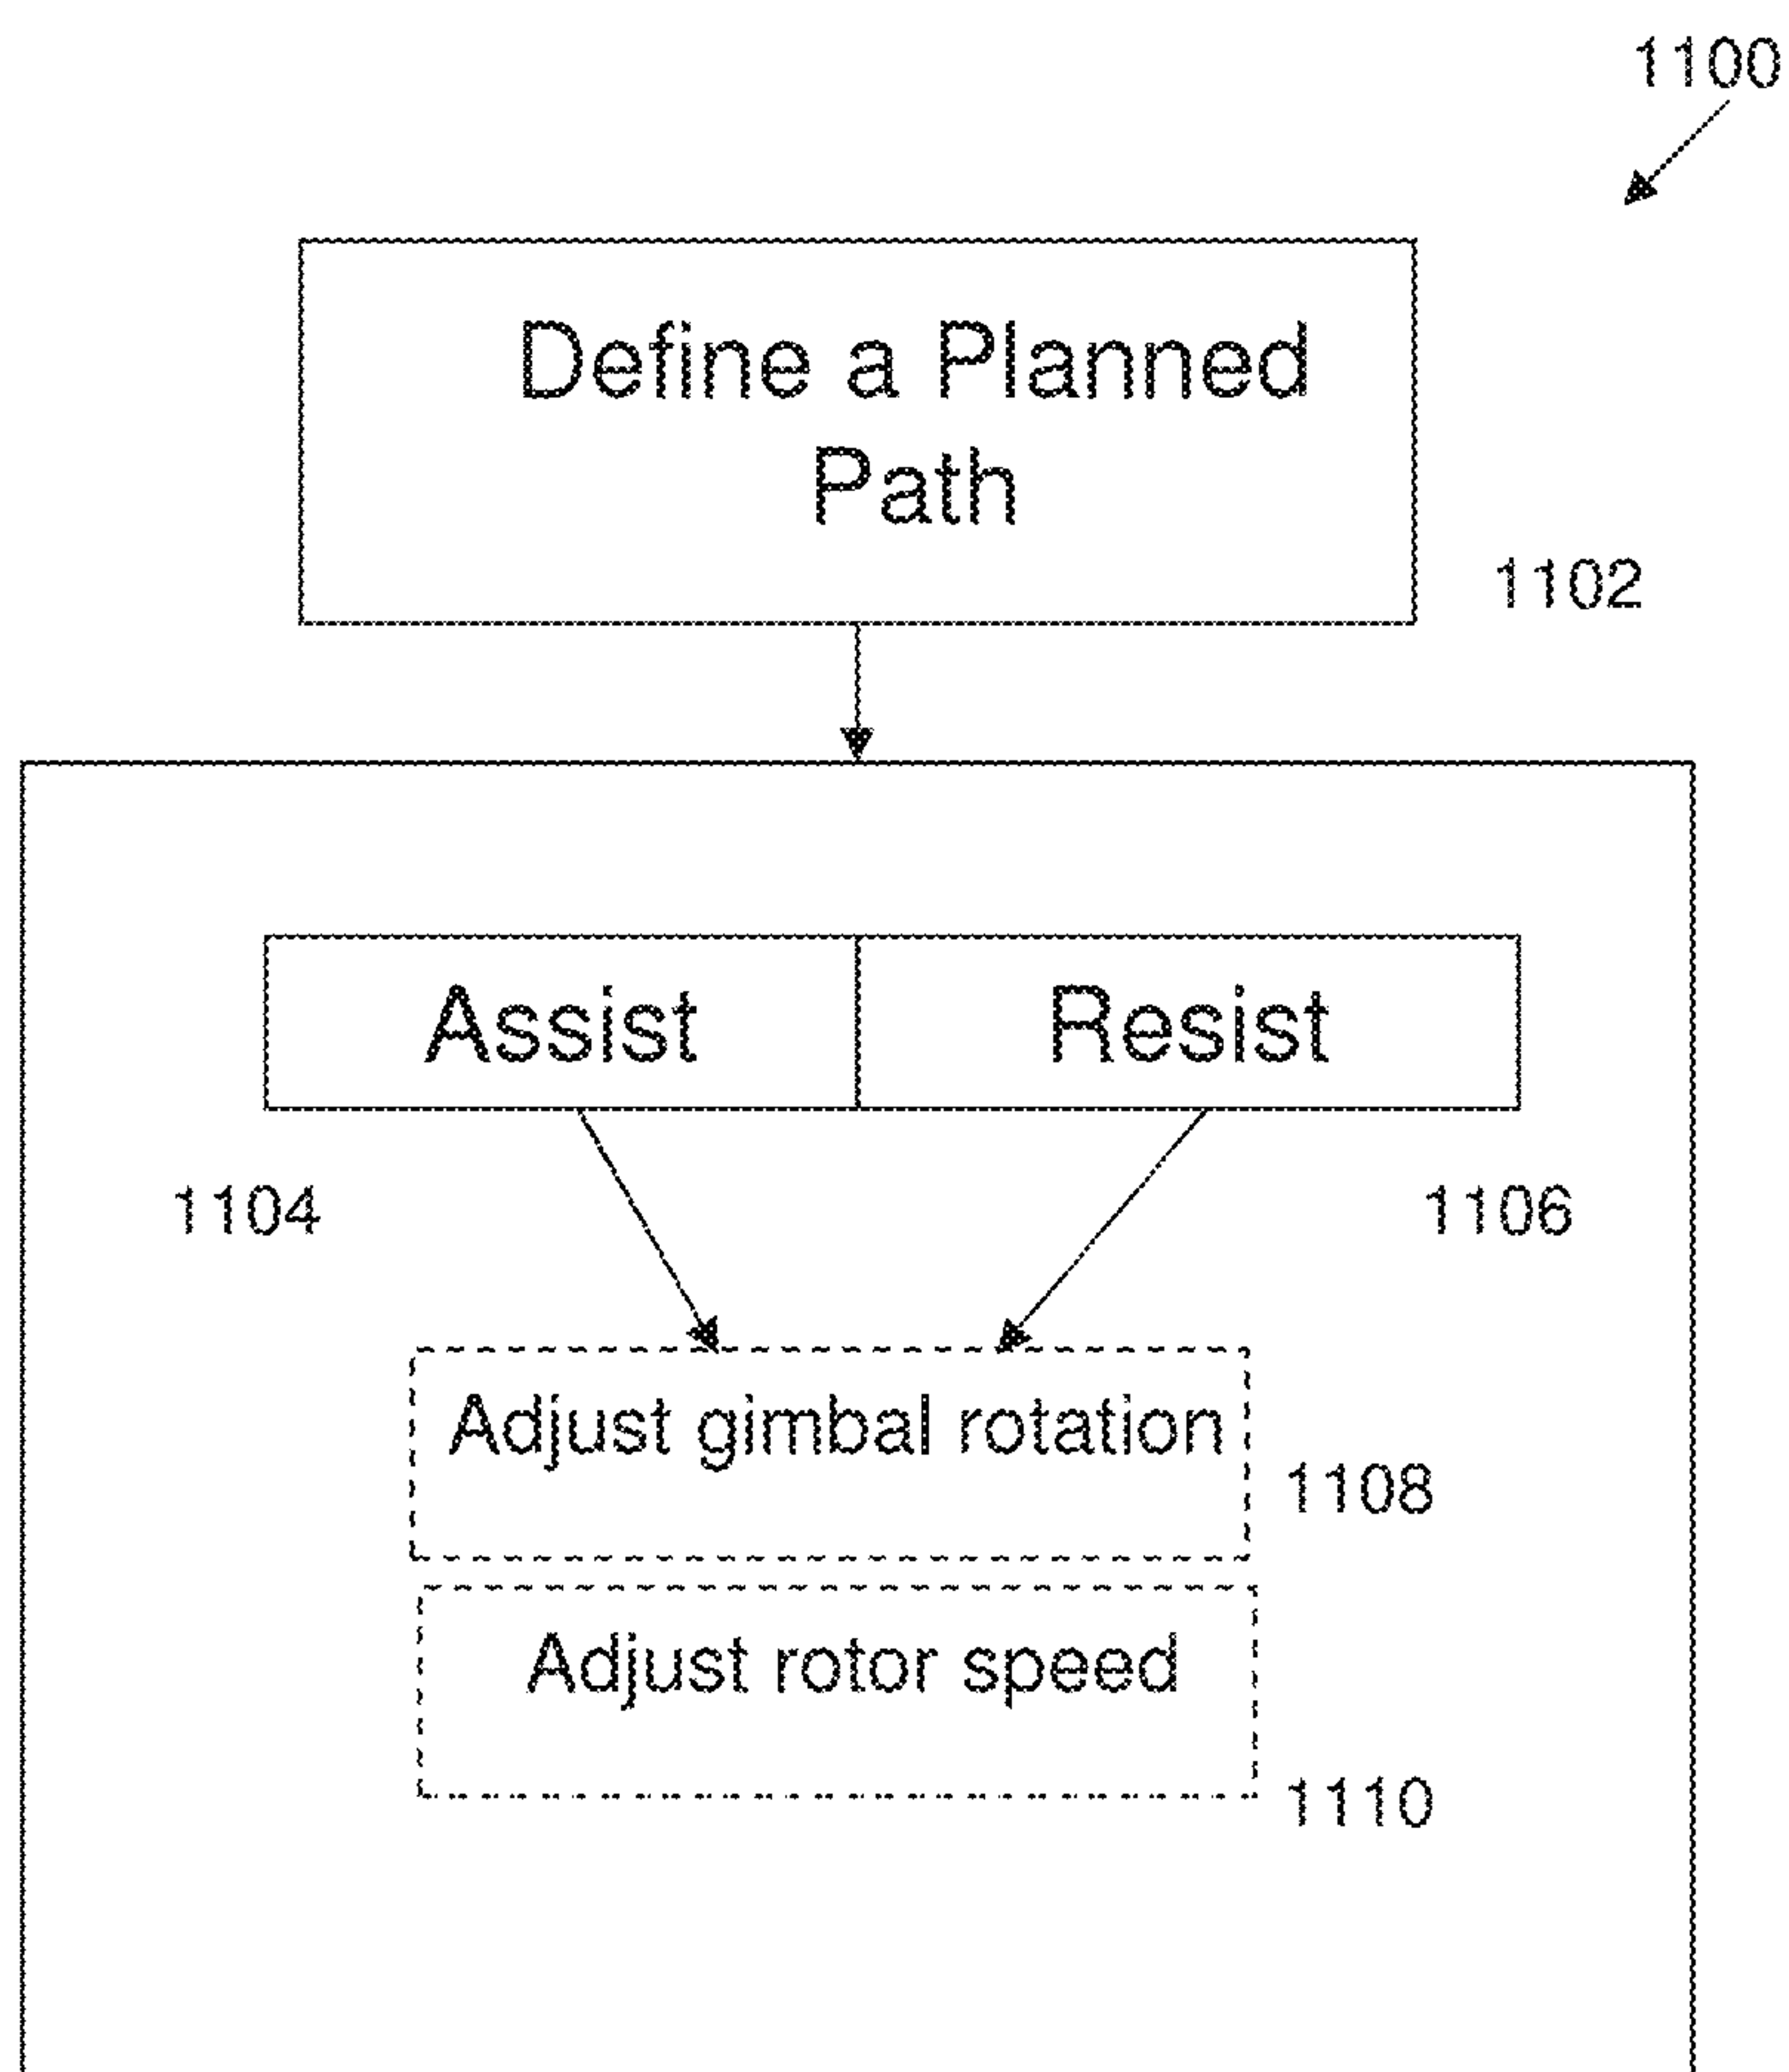 1100
Define a Planned
Path
1102
Assist Resist
1104 1106
Adjust gimbal rotation
1108
Adjust rotor speed
1110